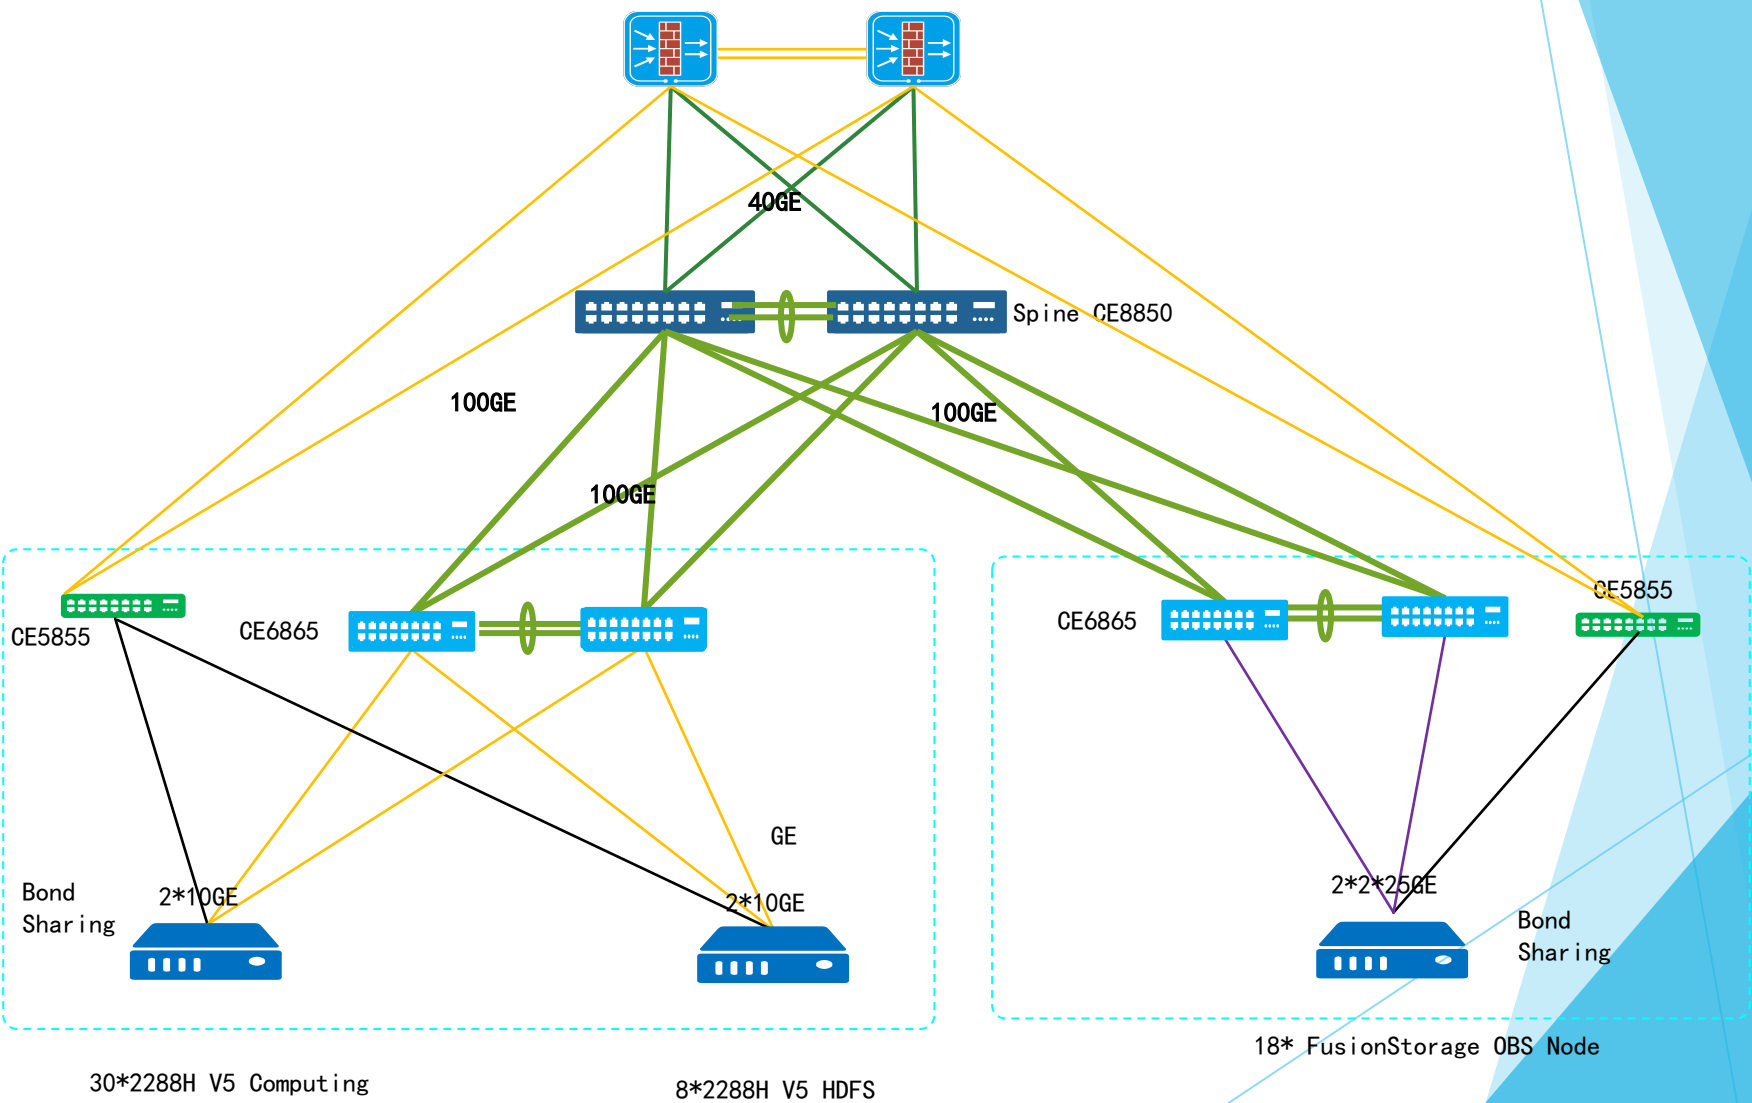 40GE
Spine CE8850
100GE
100GE
100GE
CE5855
CE6865
CE6865
CE5855
GE
Bond
Sharing
2*10GE
2*10GE
2*2*25GE
Bond
Sharing
18* FusionStorage OBS Node
30*2288H V5 Computing
8*2288H V5 HDFS